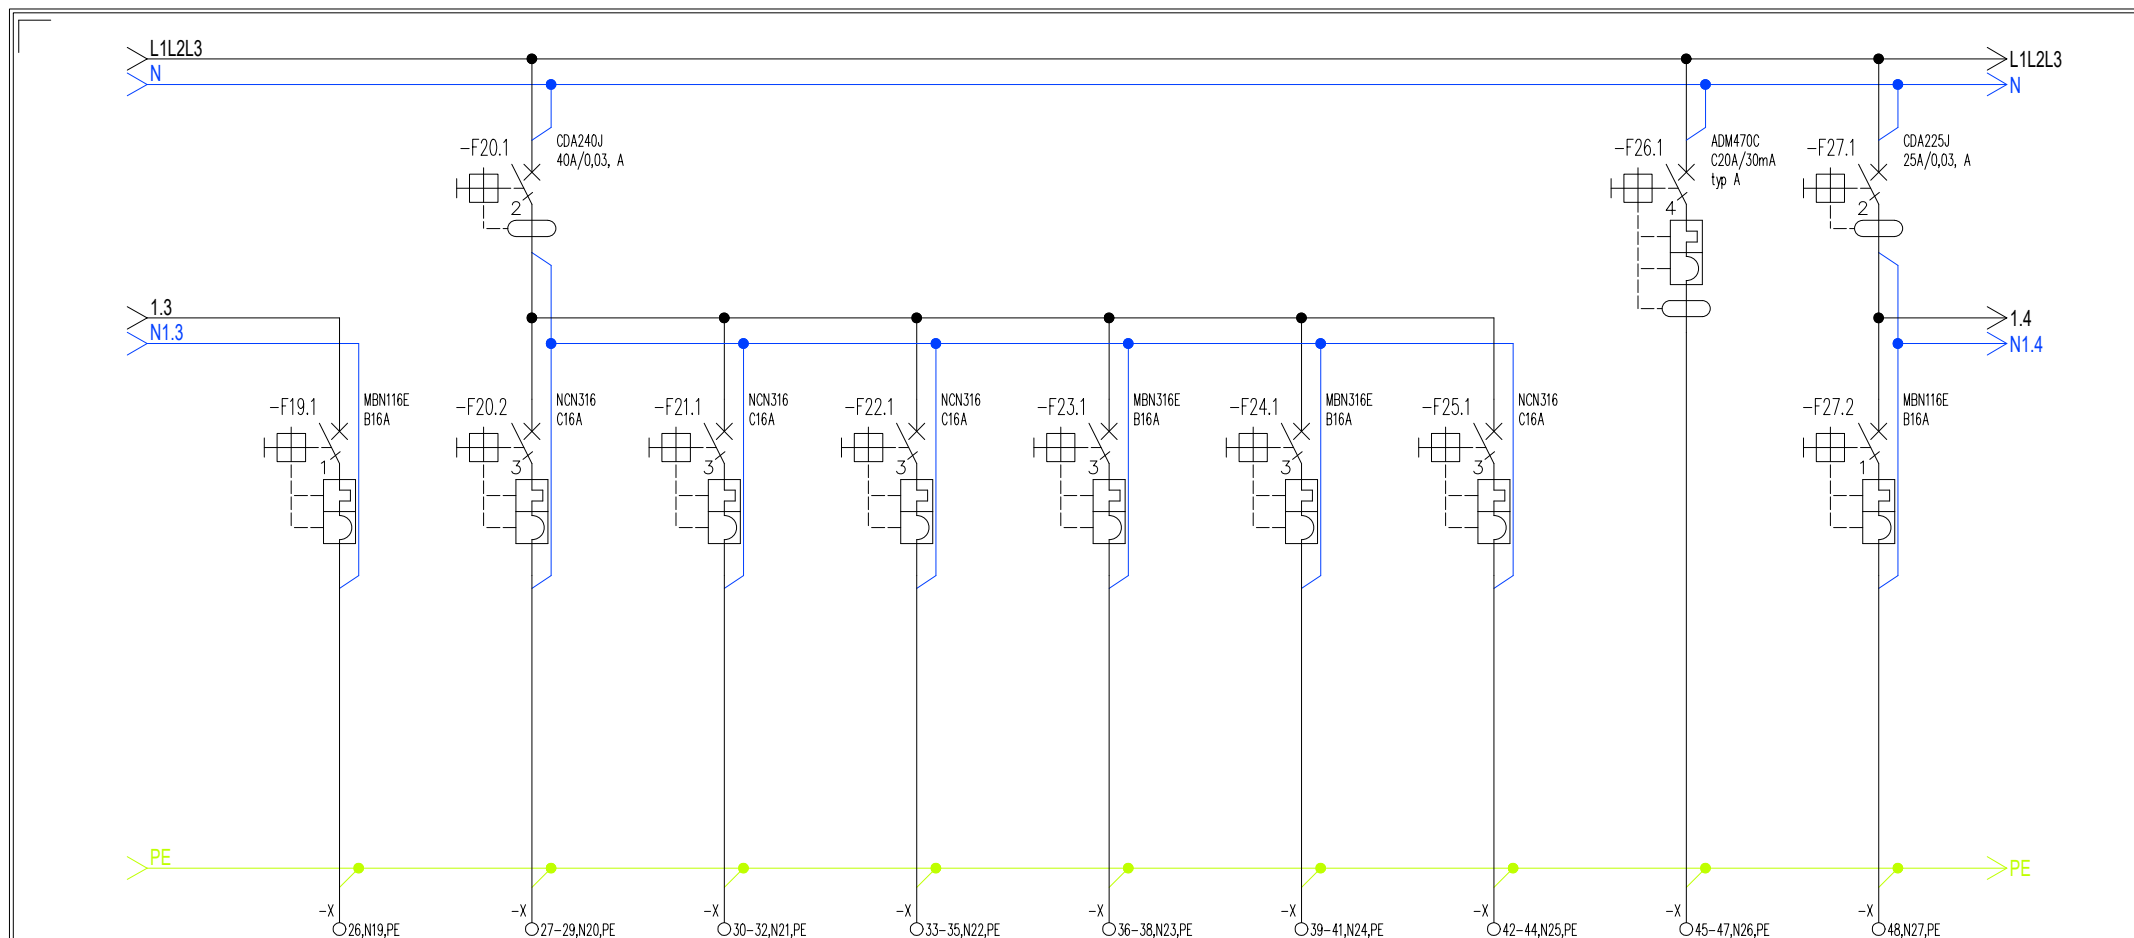 L1L2L3
L1L2L3
N
N
-F20.1
CDA240J
40A/0,03, A
2
-F26.1
ADM470C
C20A/30mA
typ A
4
-F27.1
CDA225J
25A/0,03, A
2
1.3
N1.3
1.4
N1.4
-F19.1
MBN116E
B16A
1
-F20.2
NCN316
C16A
3
-F21.1
NCN316
C16A
3
-F22.1
NCN316
C16A
3
-F23.1
MBN316E
B16A
3
-F24.1
MBN316E
B16A
3
-F25.1
NCN316
C16A
3
-F27.2
MBN116E
B16A
1
PE
PE
-X
26,N19,PE
-X
27-29,N20,PE
-X
30-32,N21,PE
-X
33-35,N22,PE
-X
36-38,N23,PE
-X
39-41,N24,PE
-X
42-44,N25,PE
-X
45-47,N26,PE
-X
48,N27,PE